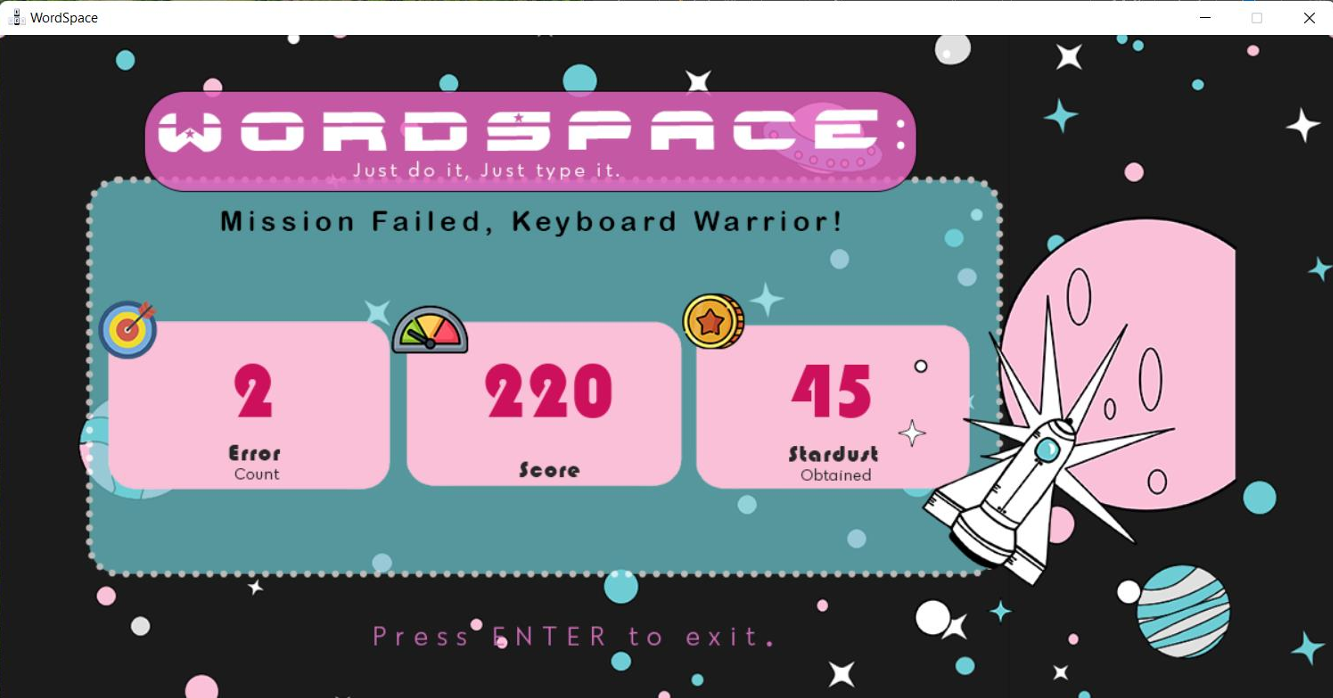 WordSpace
WORDSPACE:
Just do it, Just type it.
Mission Failed, Keyboard Warrior!
2
Error
Count
220
Score
45
Stardust
Obtained
Press ENTER to exit.